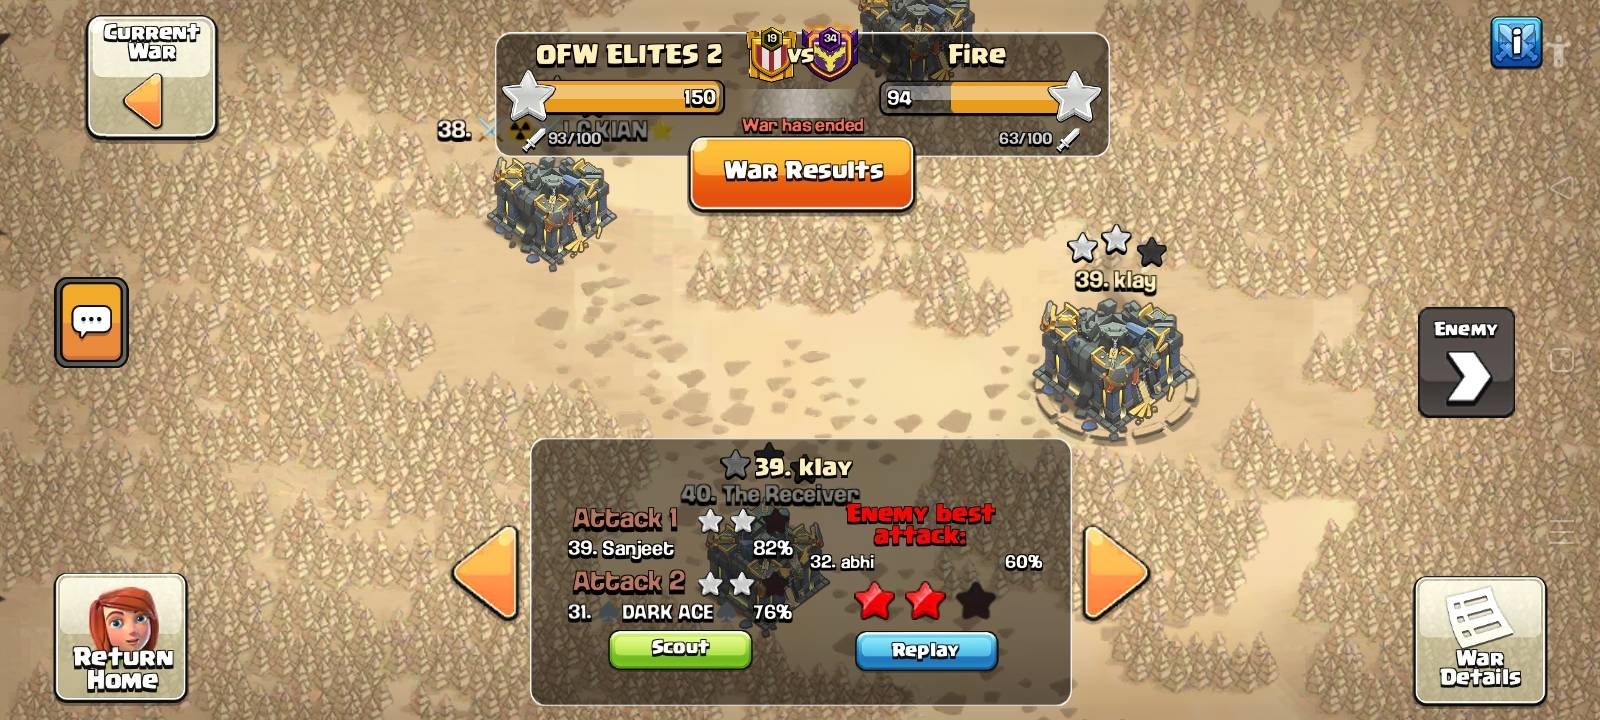 Current
War
OFW ELITES 2
19
VS
34
Fire
150
94
38.
LCKIAN
93/100
War has ended
63/100
War Results
39. klay
Enemy
39. klay
40. The Receiver
Attack 1
39. Sanjeet
82%
Attack 2
31. DARK ACE
76%
Enemy best
attack:
32. abhi
60%
Scout
Replay
Return
Home
War
Details